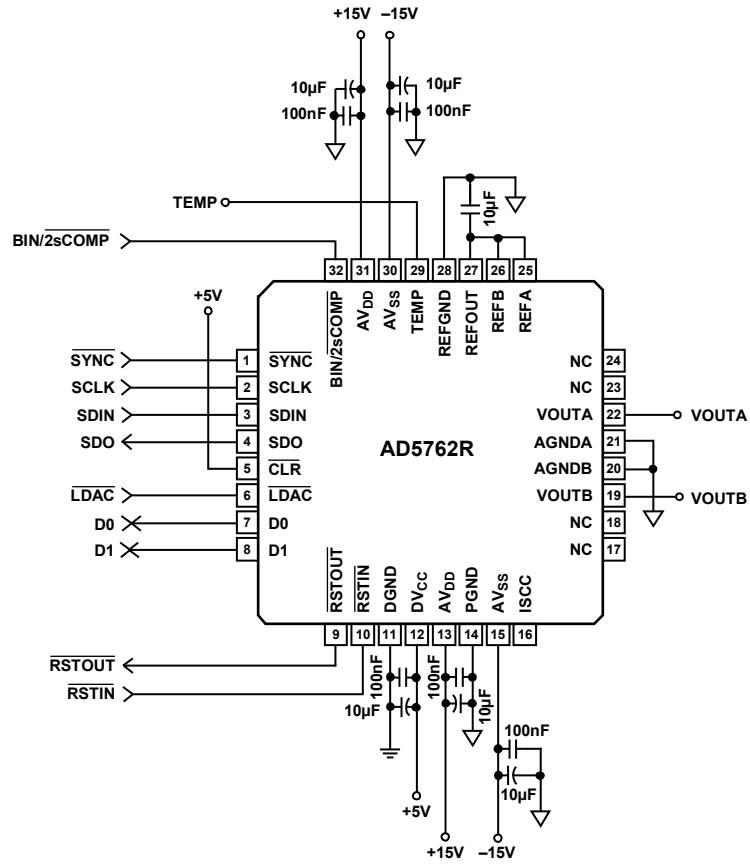 +15V –15V
10µF 10µF
100nF 100nF
TEMP
10µF
BIN/2sCOMP
32 31 30 29 28 27 26 25
+5V
BIN/2sCOMP AVDD AVSS TEMP REFGND REFOUT REFB REFA
SYNC 1 SYNC NC 24
SCLK 2 SCLK NC 23
SDIN 3 SDIN VOUTA 22 VOUTA
SDO 4 SDO AD5762R AGNDA 21
5 CLR AGNDB 20
LDAC 6 LDAC VOUTB 19 VOUTB
D0 7 D0 NC 18
D1 8 D1 NC 17
RSTOUT RSTIN DGND DVCC AVDD PGND AVSS ISCC
9 10 11 12 13 14 15 16
RSTOUT
RSTIN
100nF 100nF
10µF 10µF
100nF
10µF
+5V
+15V –15V